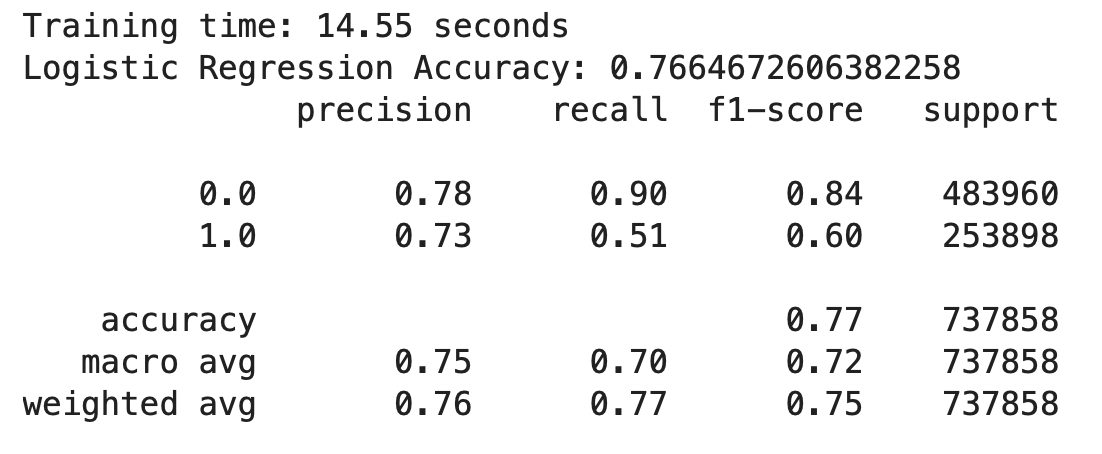 Training time: 14.55 seconds
Logistic Regression Accuracy: 0.7664672606382258
precision recall f1-score support
0.0 0.78 0.90 0.84 483960
1.0 0.73 0.51 0.60 253898
accuracy 0.77 737858
macro avg 0.75 0.70 0.72 737858
weighted avg 0.76 0.77 0.75 737858